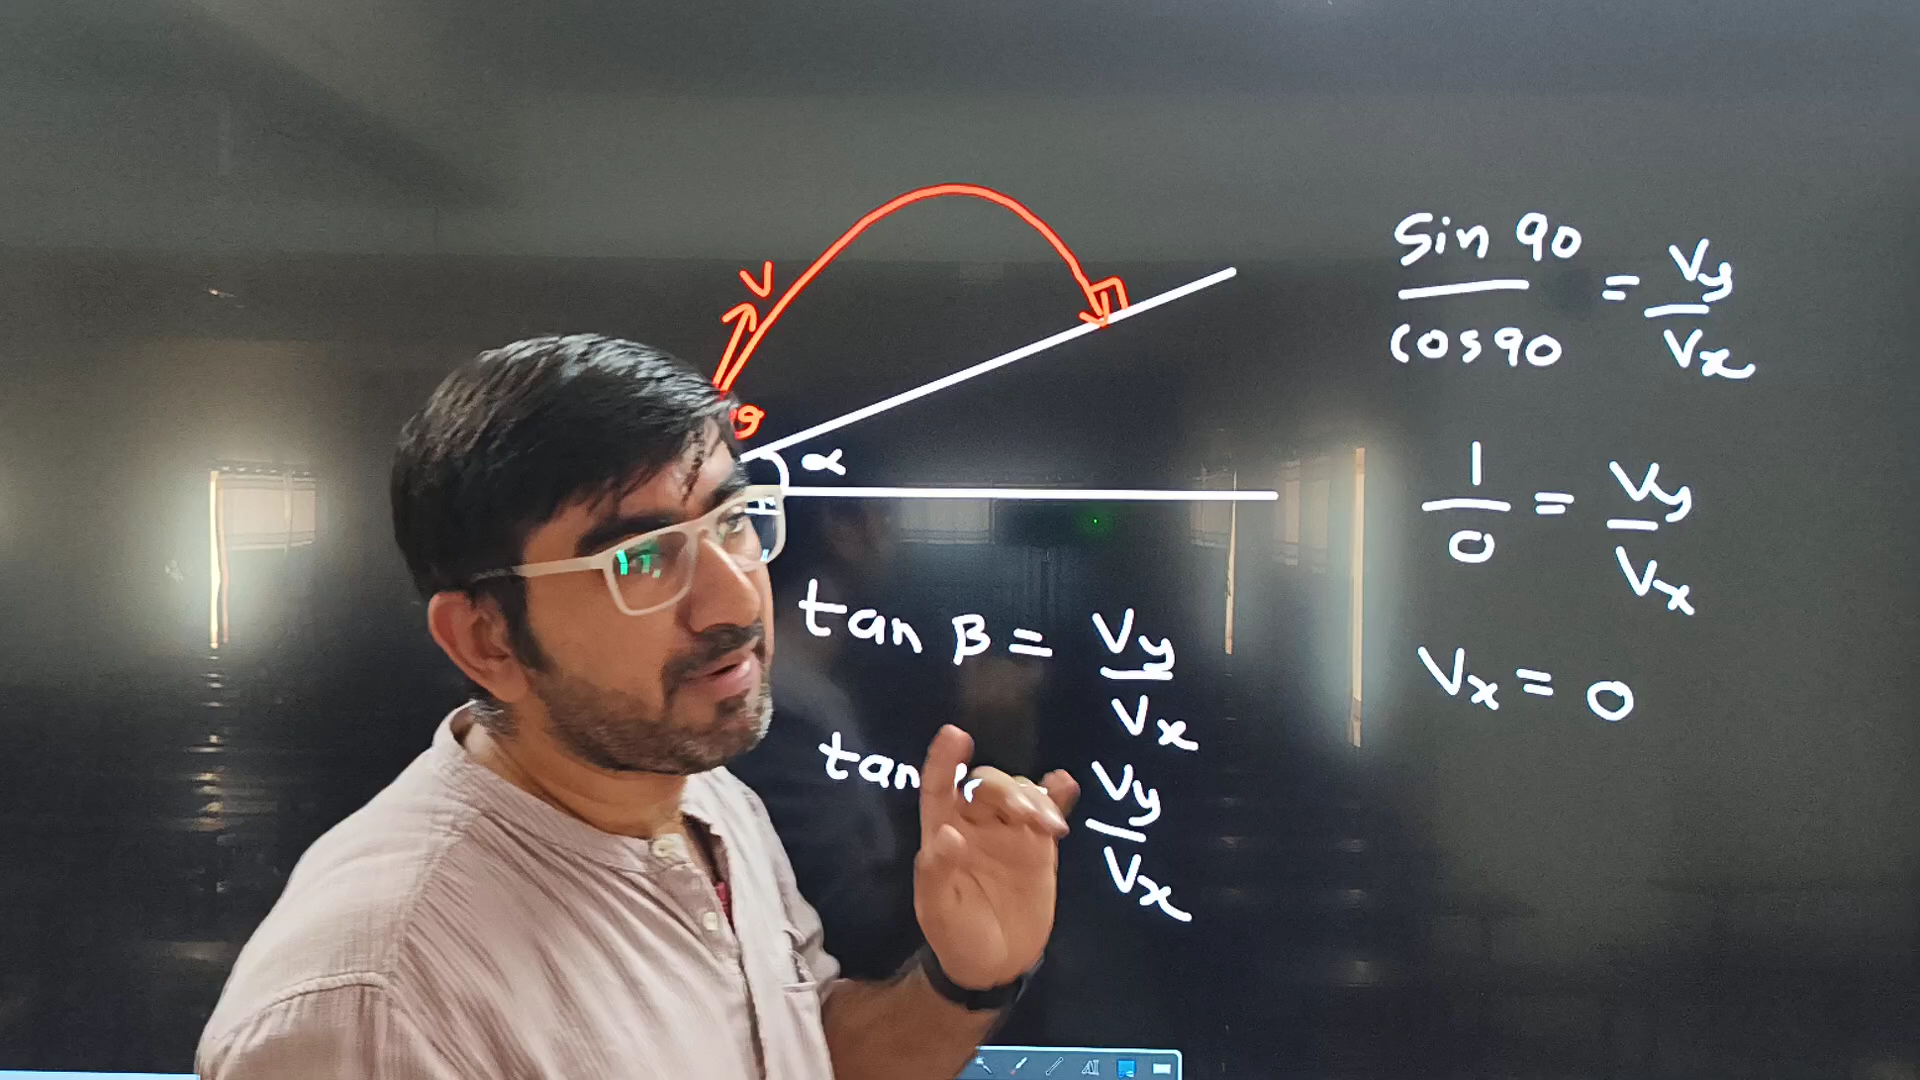 V
θ
α
tan β = Vy / Vx
tan = Vy / Vx
sin 90 / cos 90 = Vy / Vx
1 / 0 = Vy / Vx
Vx = 0